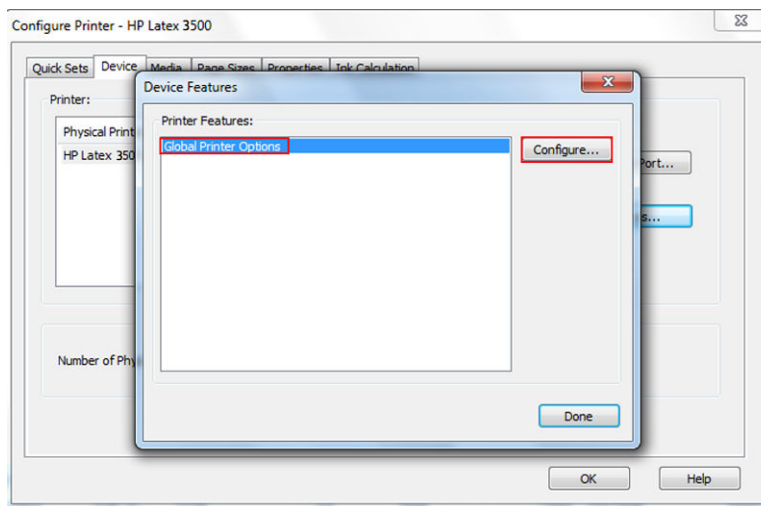 Configure Printer - HP Latex 3500
Quick Sets Device Media Page Sizes Properties Ink Calculation
Device Features
Printer:
Printer Features:
Physical Print
Global Printer Options
Configure...
HP Latex 350
Port...
s...
Number of Phy
Done
OK
Help